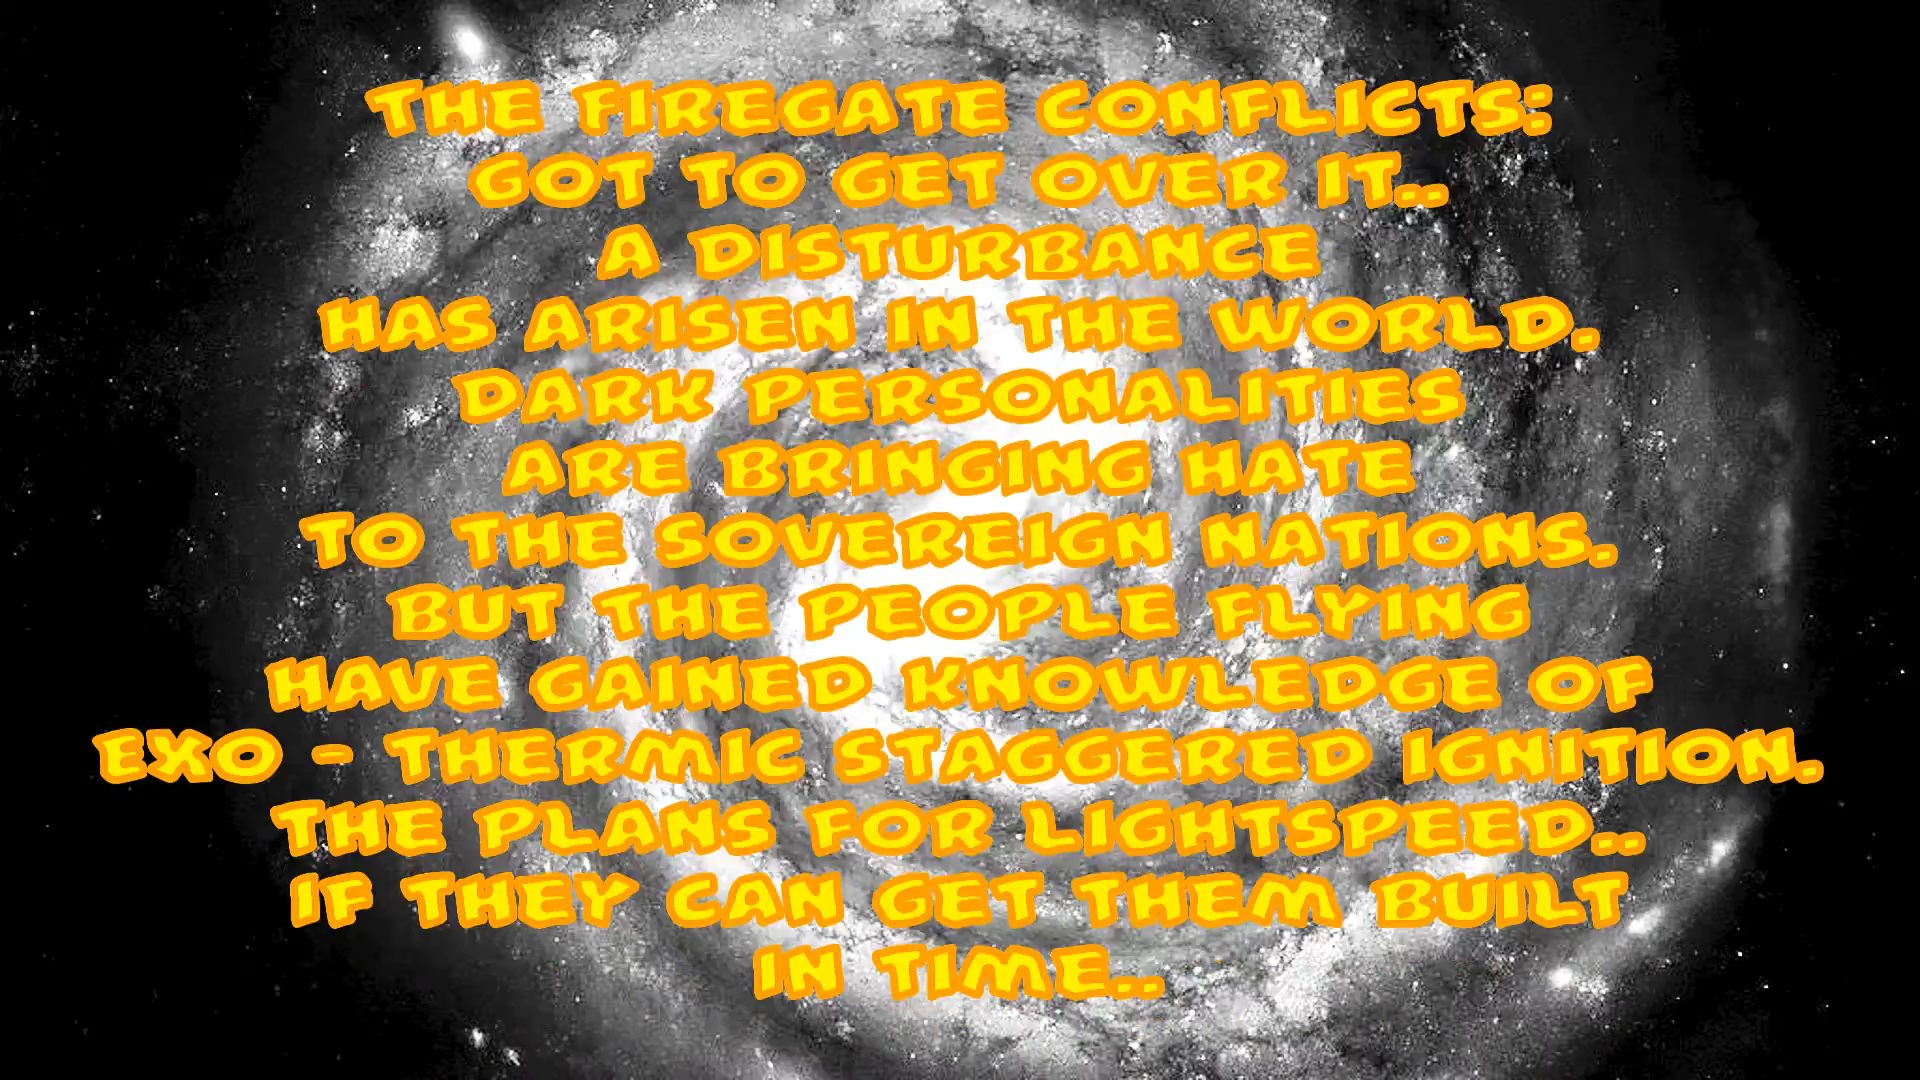 THE FIREGATE CONFLICTS:
GOT TO GET OVER IT..
A DISTURBANCE
HAS ARISEN IN THE WORLD.
DARK PERSONALITIES
ARE BRINGING HATE
TO THE SOVEREIGN NATIONS.
BUT THE PEOPLE FLYING
HAVE GAINED KNOWLEDGE OF
EXO - THERMIC STAGGERED IGNITION.
THE PLANS FOR LIGHTSPEED..
IF THEY CAN GET THEM BUILT
IN TIME..